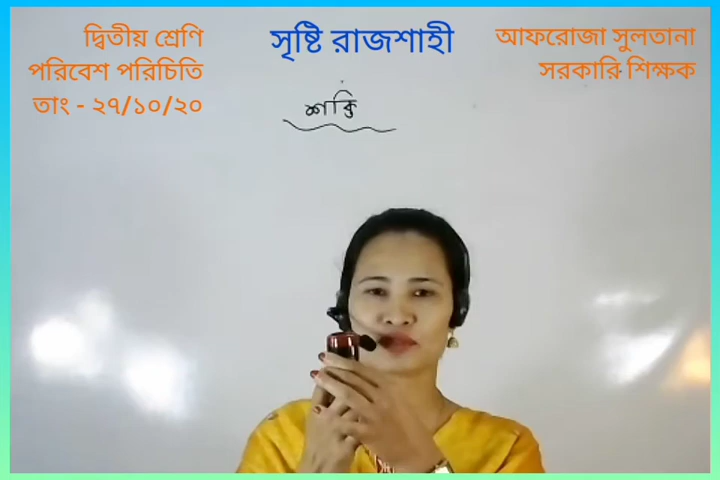 দ্বিতীয় শ্রেণি
পরিবেশ পরিচিতি
তাং - ২৭/১০/২০
সৃষ্টি রাজশাহী
আফরোজা সুলতানা
সরকারি শিক্ষক
শক্তি